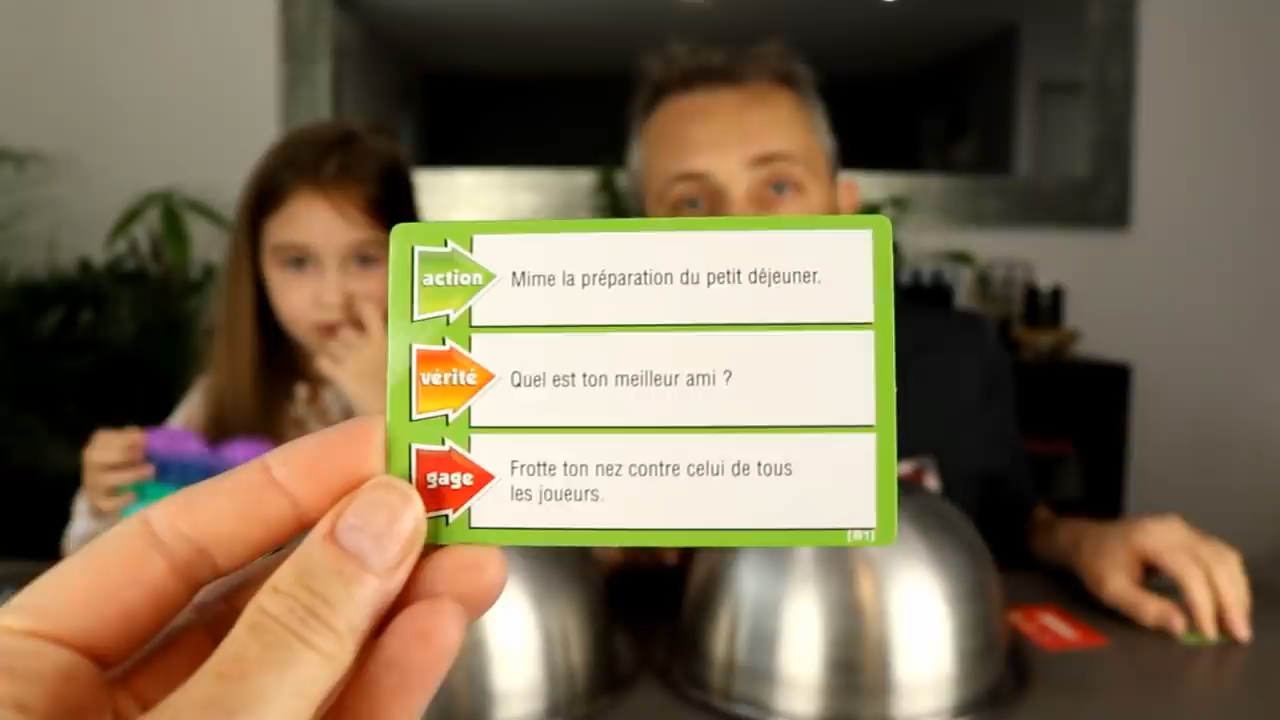 action
Mime la préparation du petit déjeuner.
vérité
Quel est ton meilleur ami ?
gage
Frotte ton nez contre celui de tous
les joueurs.